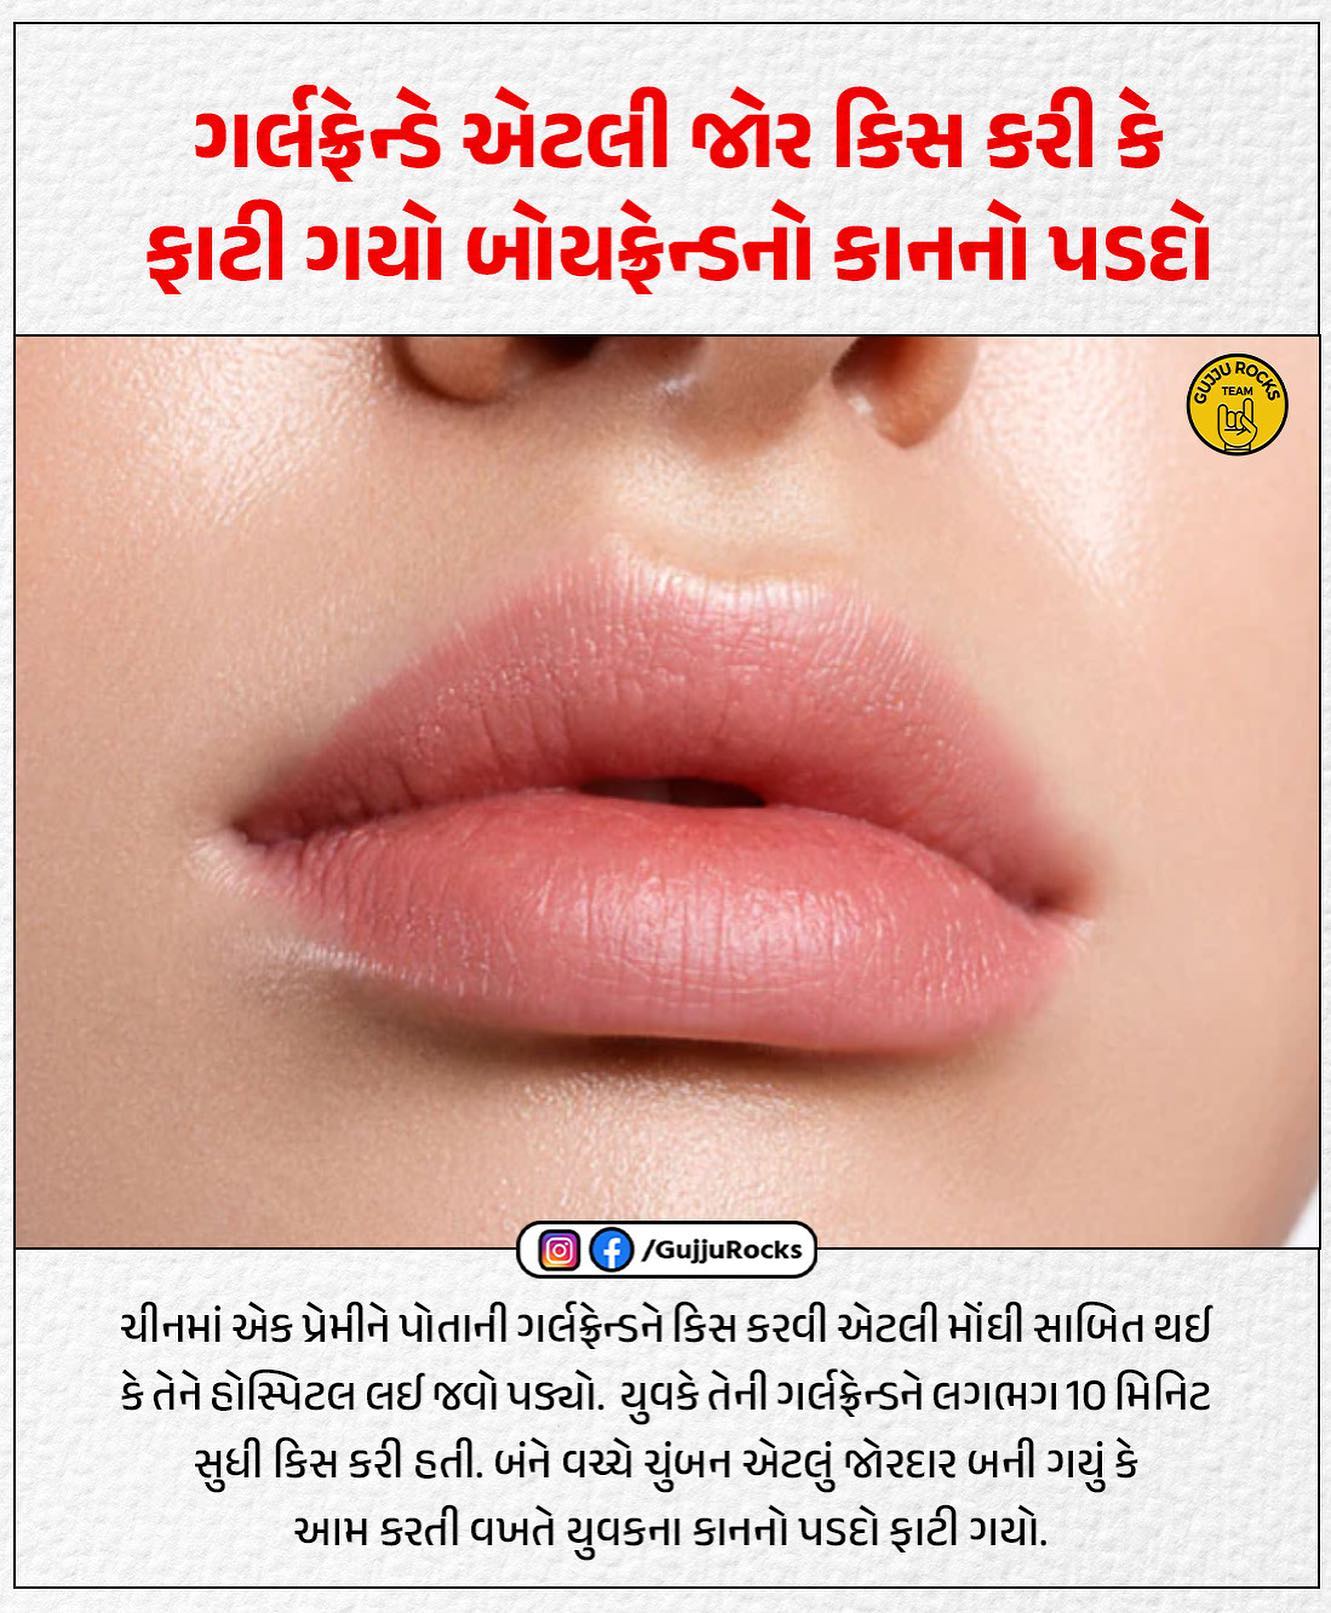 ગર્લફ્રેન્ડે એટલી જોર કિસ કરી કે
ફાટી ગયો બોયફ્રેન્ડનો કાનનો પડદો
GUJJU ROCKS
TEAM
/GujjuRocks
ચીનમાં એક પ્રેમીને પોતાની ગર્લફ્રેન્ડને કિસ કરવી એટલી મોંઘી સાબિત થઈ
કે તેને હોસ્પિટલ લઈ જવો પડ્યો. યુવકે તેની ગર્લફ્રેન્ડને લગભગ 10 મિનિટ
સુધી કિસ કરી હતી. બંને વચ્ચે ચુંબન એટલું જોરદાર બની ગયું કે
આમ કરતી વખતે યુવકના કાનનો પડદો ફાટી ગયો.